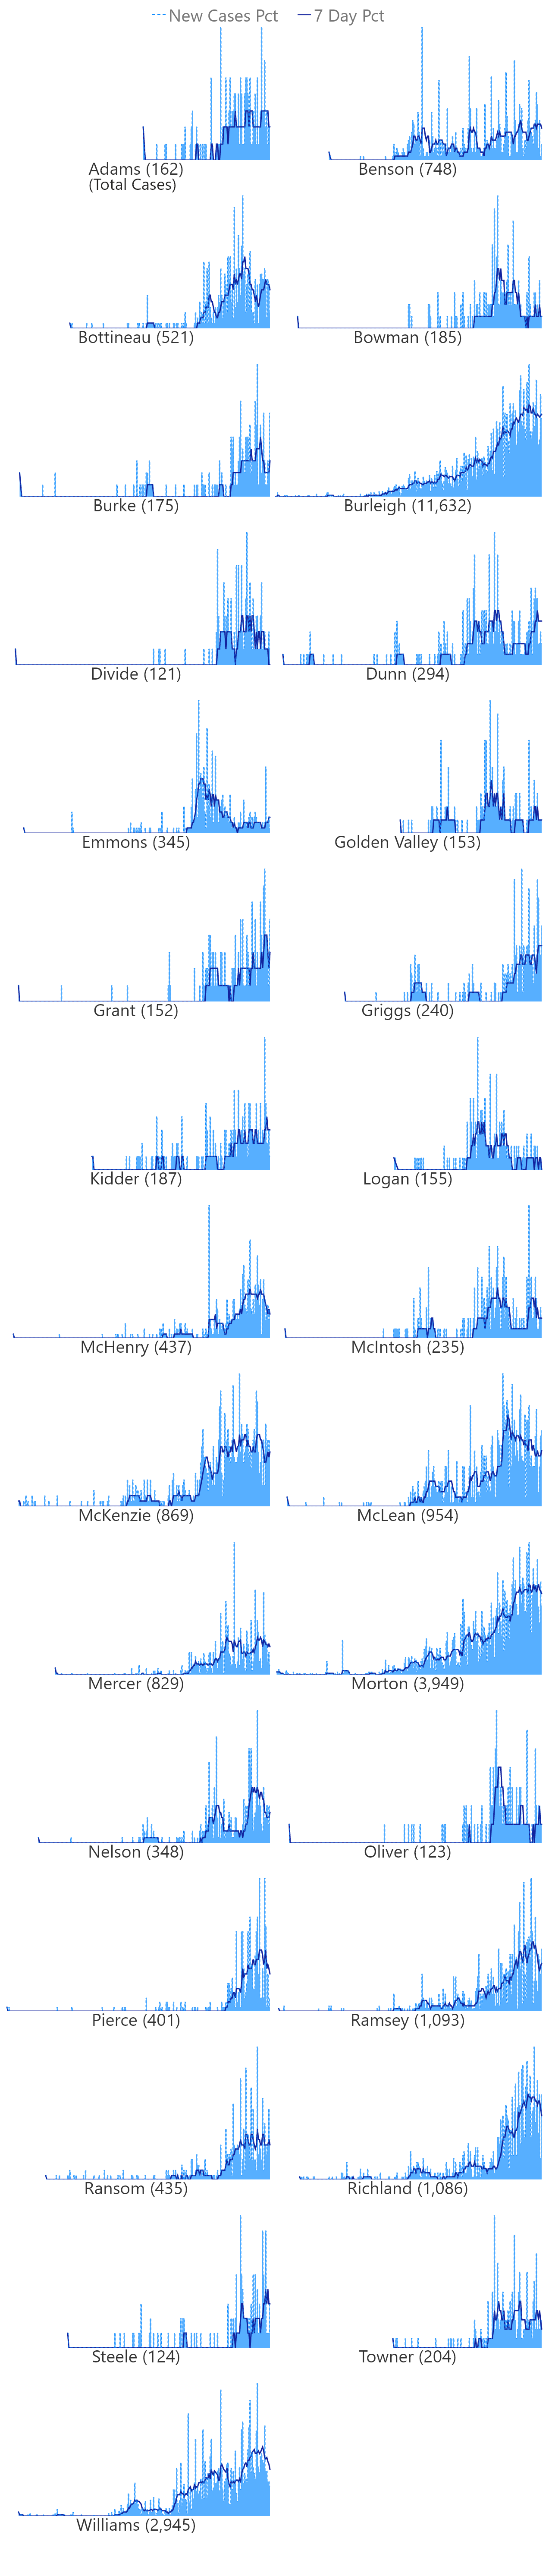 New Cases Pct 7 Day Pct
Adams (162)
(Total Cases)
Benson (748)
Bottineau (521)
Bowman (185)
Burke (175)
Burleigh (11,632)
Divide (121)
Dunn (294)
Emmons (345)
Golden Valley (153)
Grant (152)
Griggs (240)
Kidder (187)
Logan (155)
McHenry (437)
McIntosh (235)
McKenzie (869)
McLean (954)
Mercer (829)
Morton (3,949)
Nelson (348)
Oliver (123)
Pierce (401)
Ramsey (1,093)
Ransom (435)
Richland (1,086)
Steele (124)
Towner (204)
Williams (2,945)